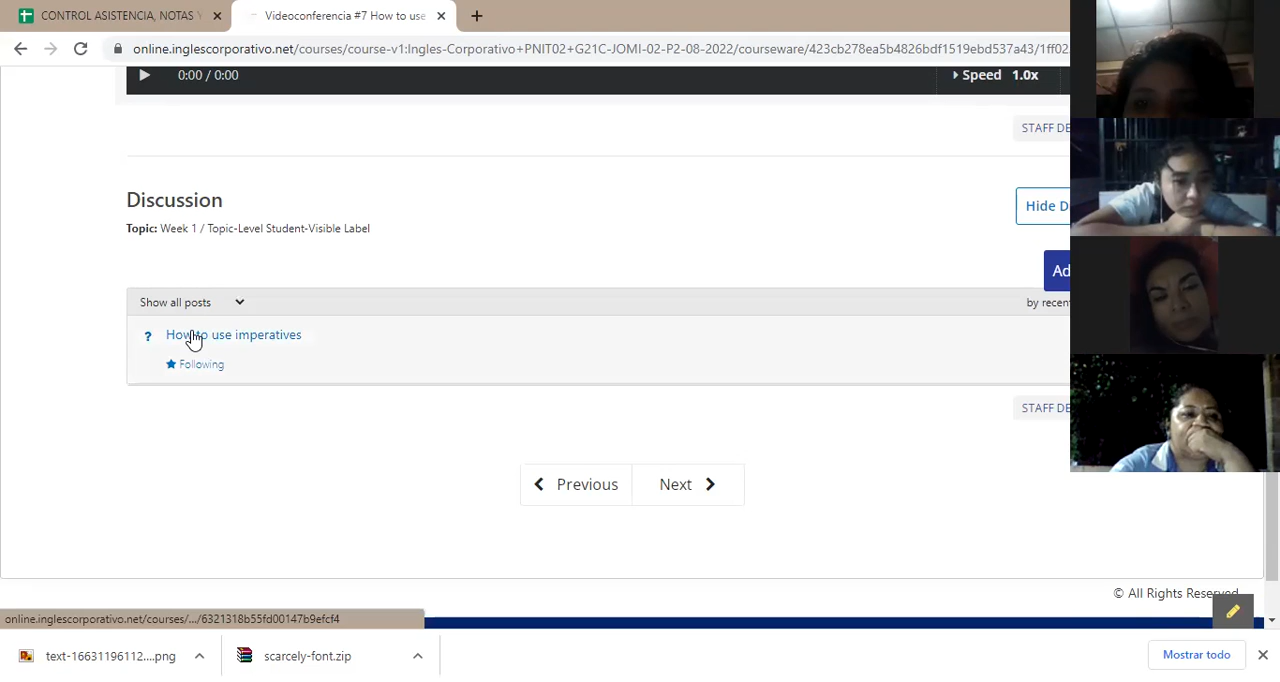 CONTROL ASISTENCIA, NOTAS Y
Videoconferencia #7 How to use
online.inglescorporativo.net/courses/course-v1:Ingles-Corporativo+PNIT02+G21C-JOMI-02-P2-08-2022/courseware/423cb278ea5b4826bdf1519ebd537a43/1ff02
0:00 / 0:00
Speed 1.0x
STAFF DE
Discussion
Hide D
Topic: Week 1 / Topic-Level Student-Visible Label
Ad
Show all posts
by recen
? How to use imperatives
Following
STAFF DE
Previous
Next
© All Rights Reserved
online.inglescorporativo.net/courses/.../6321318b55fd00147b9efcf4
text-16631196112....png
scarcely-font.zip
Mostrar todo